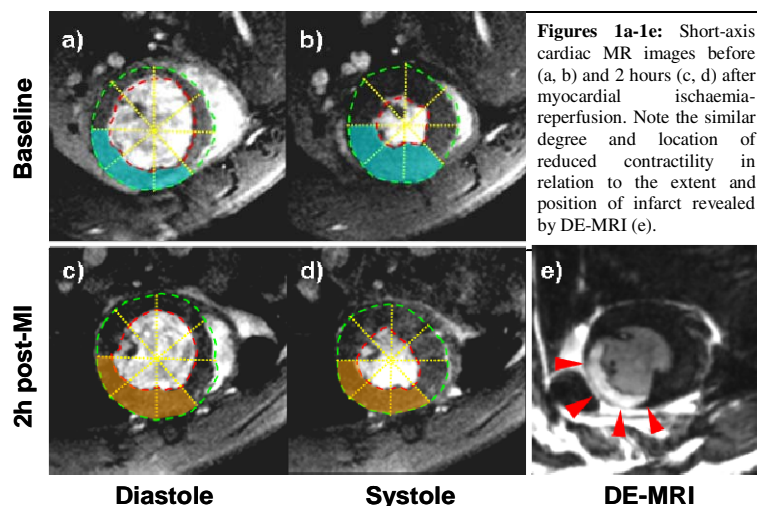 a)
b)
Baseline
Figures 1a-1e: Short-axis
cardiac MR images before
(a, b) and 2 hours (c, d) after
myocardial ischaemia-
reperfusion. Note the similar
degree and location of
reduced contractility in
relation to the extent and
position of infarct revealed
by DE-MRI (e).
c)
d)
e)
2h post-MI
Diastole
Systole
DE-MRI